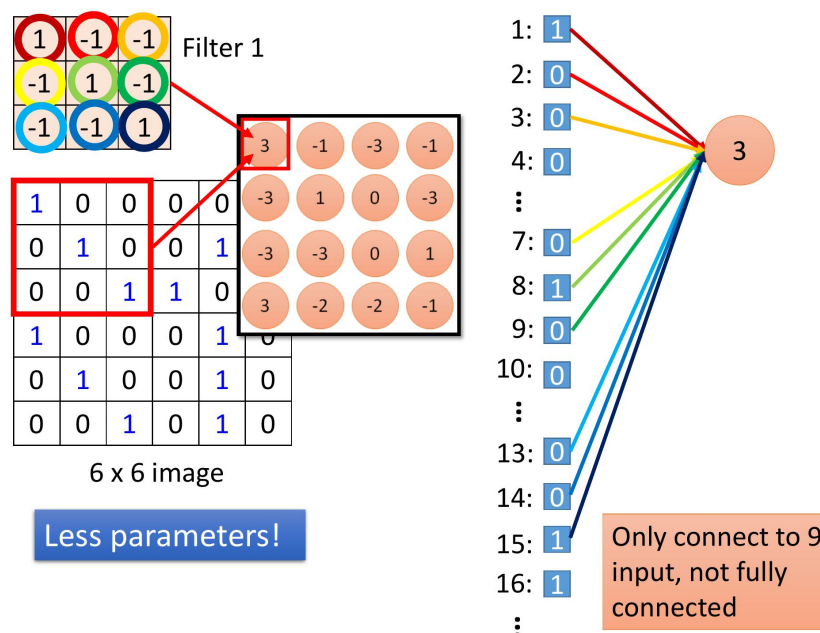 1 -1 -1
-1 1 -1
-1 -1 1
Filter 1
3 -1 -3 -1
-3 1 0 -3
-3 -3 0 1
3 -2 -2 -1
1 0 0 0 0
0 1 0 0 1
0 0 1 1 0
1 0 0 0 1 0
0 1 0 0 1 0
0 0 1 0 1 0
6 x 6 image
Less parameters!
1: 1
2: 0
3: 0
4: 0
⋮
7: 0
8: 1
9: 0
10: 0
⋮
13: 0
14: 0
15: 1
16: 1
⋮
3
Only connect to 9
input, not fully
connected